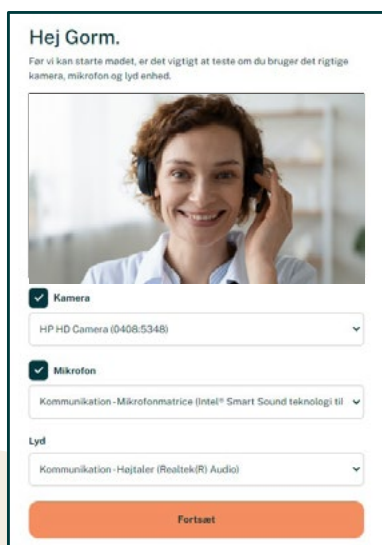 Hej Gorm.
Før vi kan starte mødet, er det vigtigt at teste om du bruger det rigtige
kamera, mikrofon og lyd enhed.
Kamera
HP HD Camera (0408:5348)
Mikrofon
Kommunikation - Mikrofonmatrice (Intel® Smart Sound teknologi til
Lyd
Kommunikation - Højtaler (Realtek(R) Audio)
Fortsæt